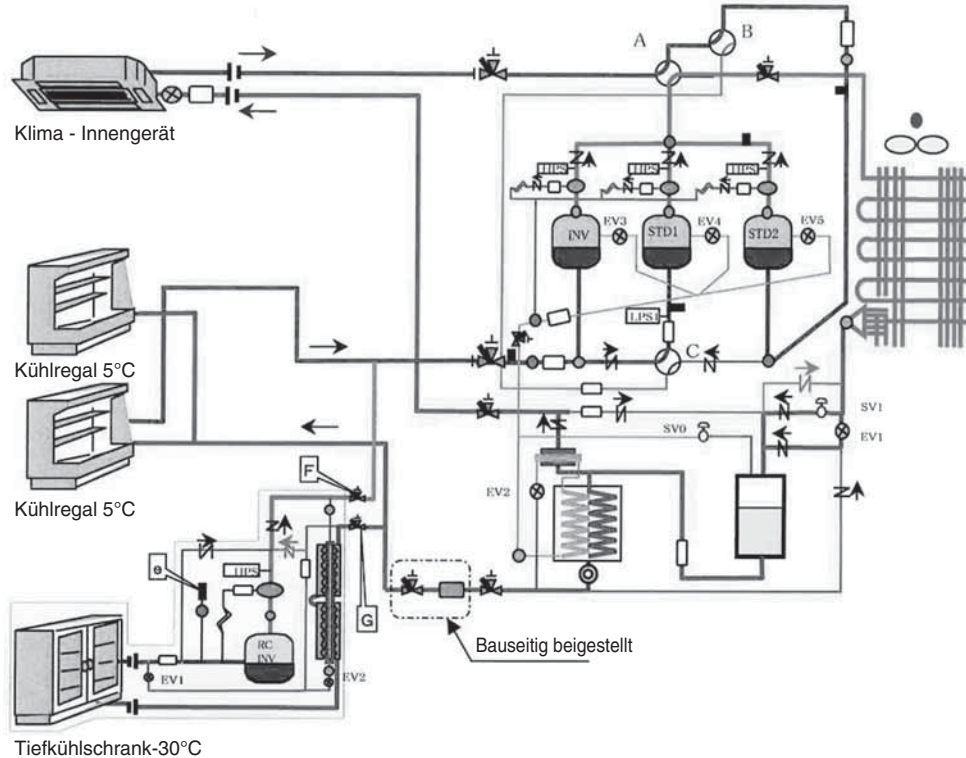 A
B
Klima - Innengerät
HPS
HPS
HPS
INV
EV3
STD1
EV4
STD2
EV5
LPS1
C
Kühlregal 5°C
SV1
SV0
EV1
EV2
Kühlregal 5°C
F
e
HPS
G
RC
INV
EV1
EV2
Bauseitig beigestellt
Tiefkühlschrank-30°C